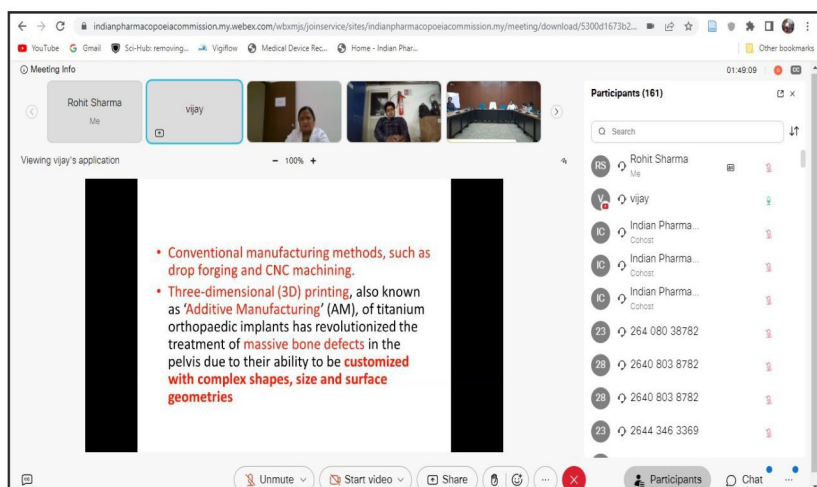 indianpharmacopoeiacommission.my.webex.com/wbxmjs/joinservice/sites/indianpharmacopoeiacommission.my/meeting/download/5300d1673b2...
YouTube Gmail Sci-Hub: removing... Vigiflow Medical Device Rec... Home - Indian Phar... Other bookmarks
Meeting Info 01:49:09
Rohit Sharma
Me
vijay
Viewing vijay's application - 100% +
• Conventional manufacturing methods, such as
drop forging and CNC machining.
• Three-dimensional (3D) printing, also known
as 'Additive Manufacturing' (AM), of titanium
orthopaedic implants has revolutionized the
treatment of massive bone defects in the
pelvis due to their ability to be customized
with complex shapes, size and surface
geometries
Participants (161)
Search
RS Rohit Sharma
Me
V vijay
IC Indian Pharma...
Cohost
IC Indian Pharma...
Cohost
IC Indian Pharma...
Cohost
23 264 080 38782
28 2640 803 8782
28 2640 803 8782
23 2644 346 3369
Unmute Start video Share ... Participants Chat ...